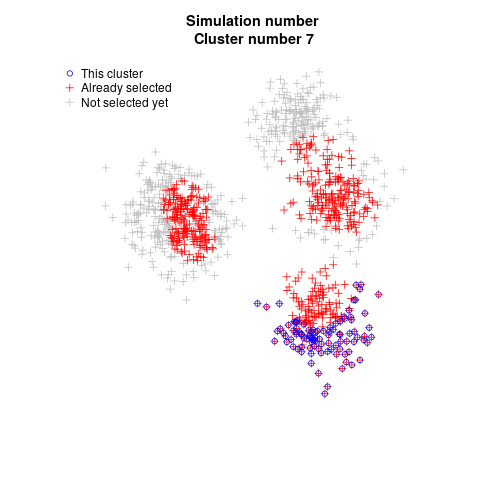 Simulation number
Cluster number 7
This cluster
Already selected
Not selected yet